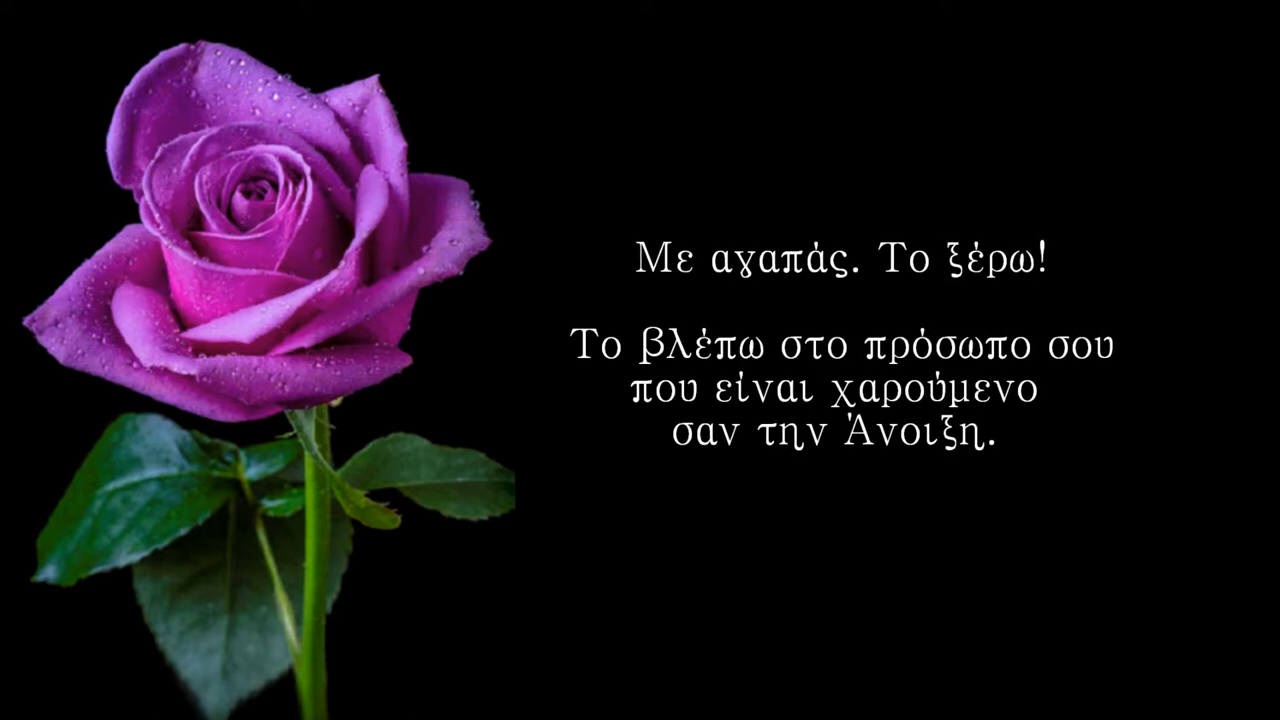 Με αγαπάς. Το ξέρω!
Το βλέπω στο πρόσωπο σου
που είναι χαρούμενο
σαν την Άνοιξη.